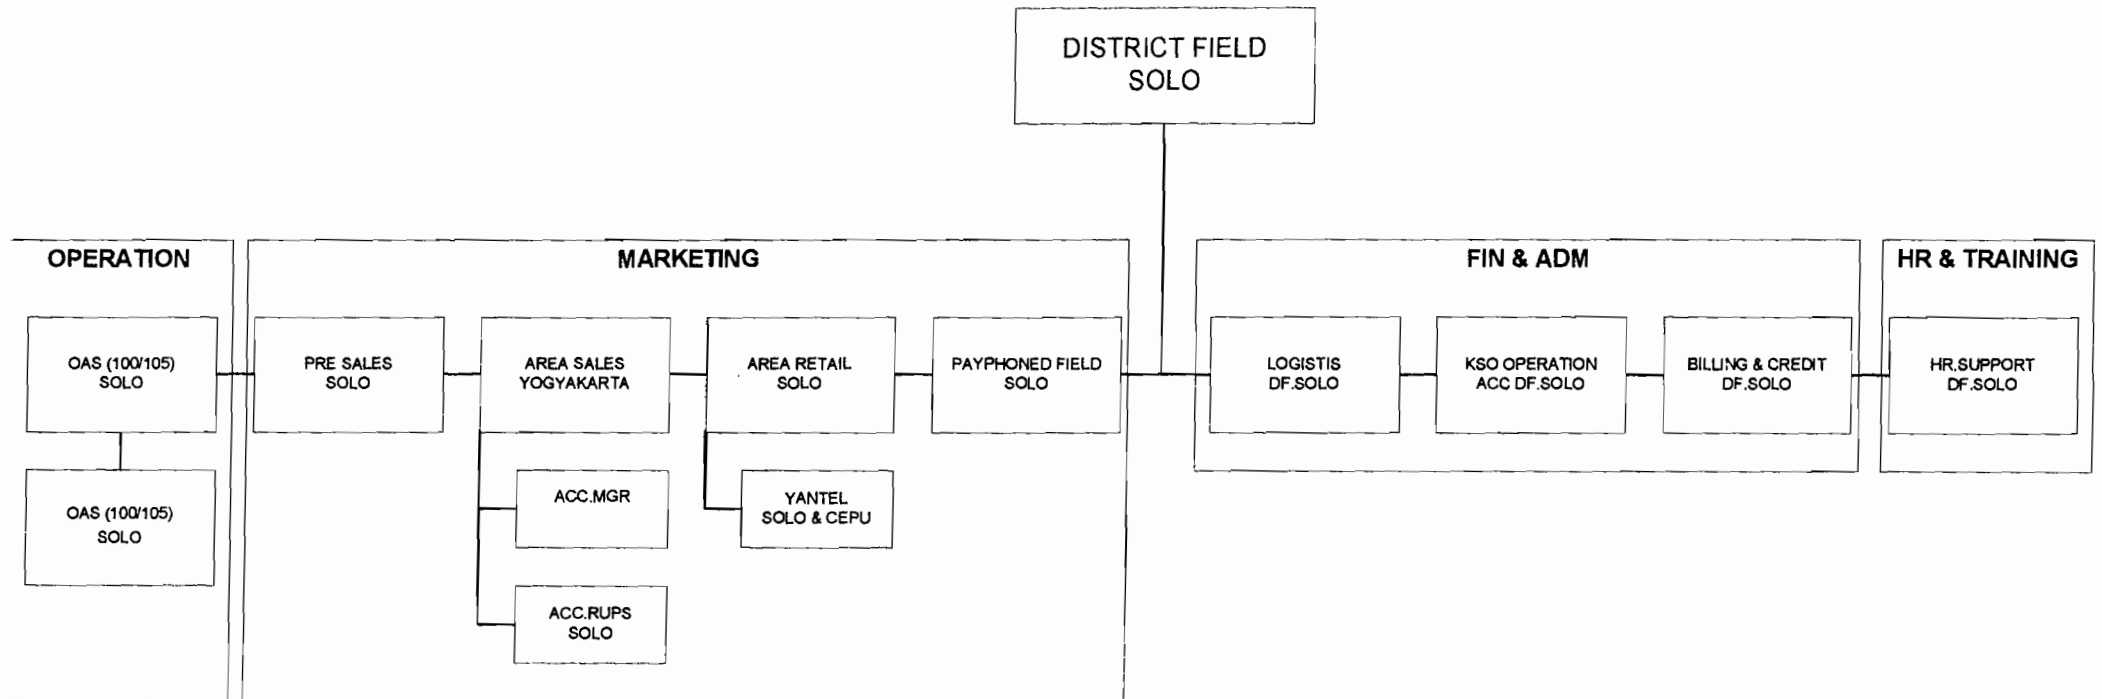 DISTRICT FIELD
SOLO
OPERATION
MARKETING
FIN & ADM
HR & TRAINING
OAS (100/105)
SOLO
PRE SALES
SOLO
AREA SALES
YOGYAKARTA
AREA RETAIL
SOLO
PAYPHONED FIELD
SOLO
LOGISTIS
DF.SOLO
KSO OPERATION
ACC DF.SOLO
BILLING & CREDIT
DF.SOLO
HR.SUPPORT
DF.SOLO
OAS (100/105)
SOLO
ACC.MGR
YANTEL
SOLO & CEPU
ACC.RUPS
SOLO